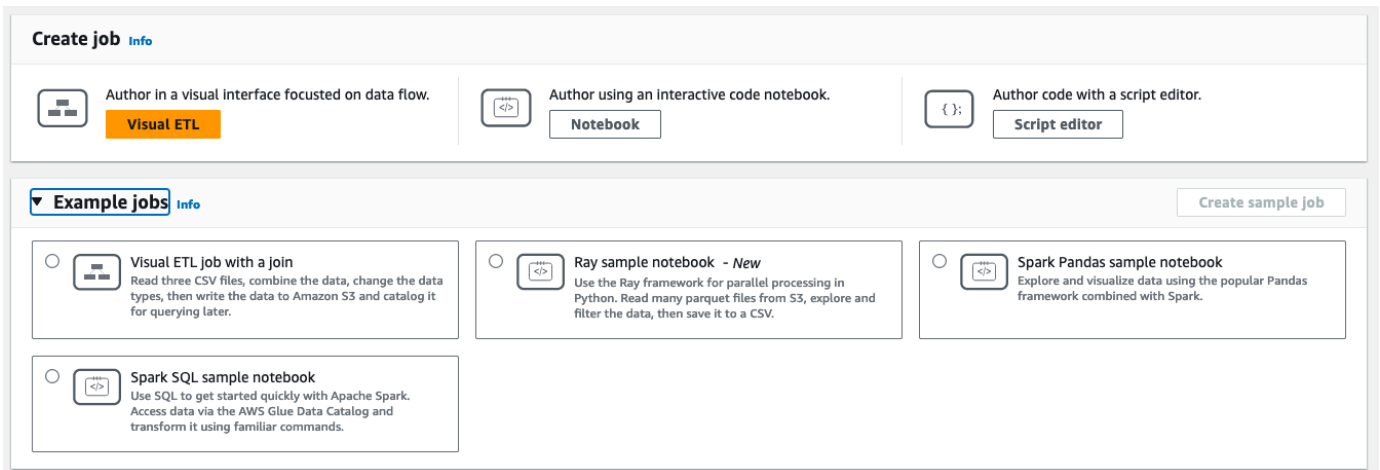 Create job Info
Author in a visual interface focusted on data flow.
Visual ETL
Author using an interactive code notebook.
Notebook
{ };
Author code with a script editor.
Script editor
Example jobs Info
Create sample job
Visual ETL job with a join
Read three CSV files, combine the data, change the data
types, then write the data to Amazon S3 and catalog it
for querying later.
Ray sample notebook - New
Use the Ray framework for parallel processing in
Python. Read many parquet files from S3, explore and
filter the data, then save it to a CSV.
Spark Pandas sample notebook
Explore and visualize data using the popular Pandas
framework combined with Spark.
Spark SQL sample notebook
Use SQL to get started quickly with Apache Spark.
Access data via the AWS Glue Data Catalog and
transform it using familiar commands.